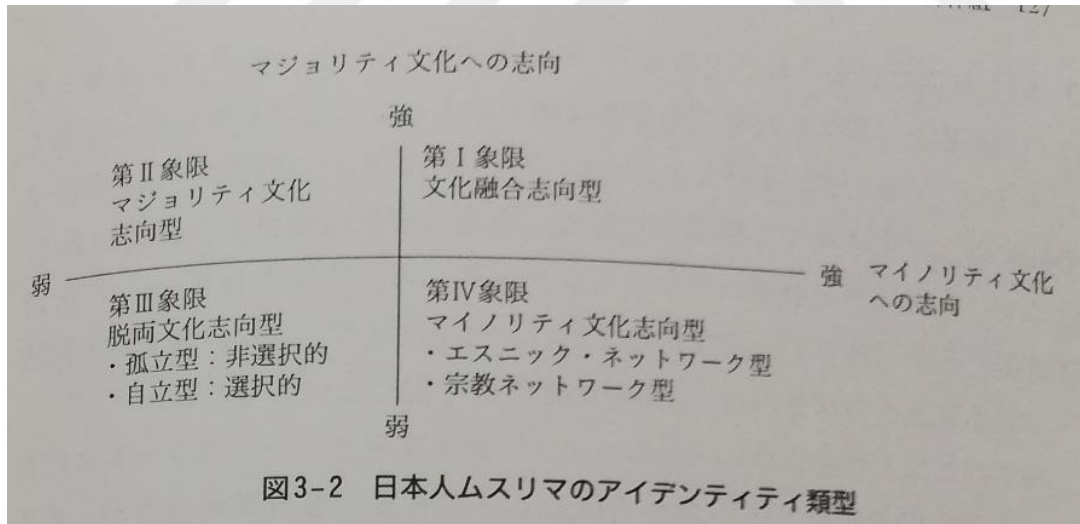 127
マジョリティ文化への志向
強
第Ⅱ象限
マジョリティ文化
志向型
第Ⅰ象限
文化融合志向型
弱
強
マイノリティ文化
への志向
第Ⅲ象限
脱両文化志向型
・孤立型：非選択的
・自立型：選択的
第Ⅳ象限
マイノリティ文化志向型
・エスニック・ネットワーク型
・宗教ネットワーク型
弱
図3-2　日本人ムスリマのアイデンティティ類型